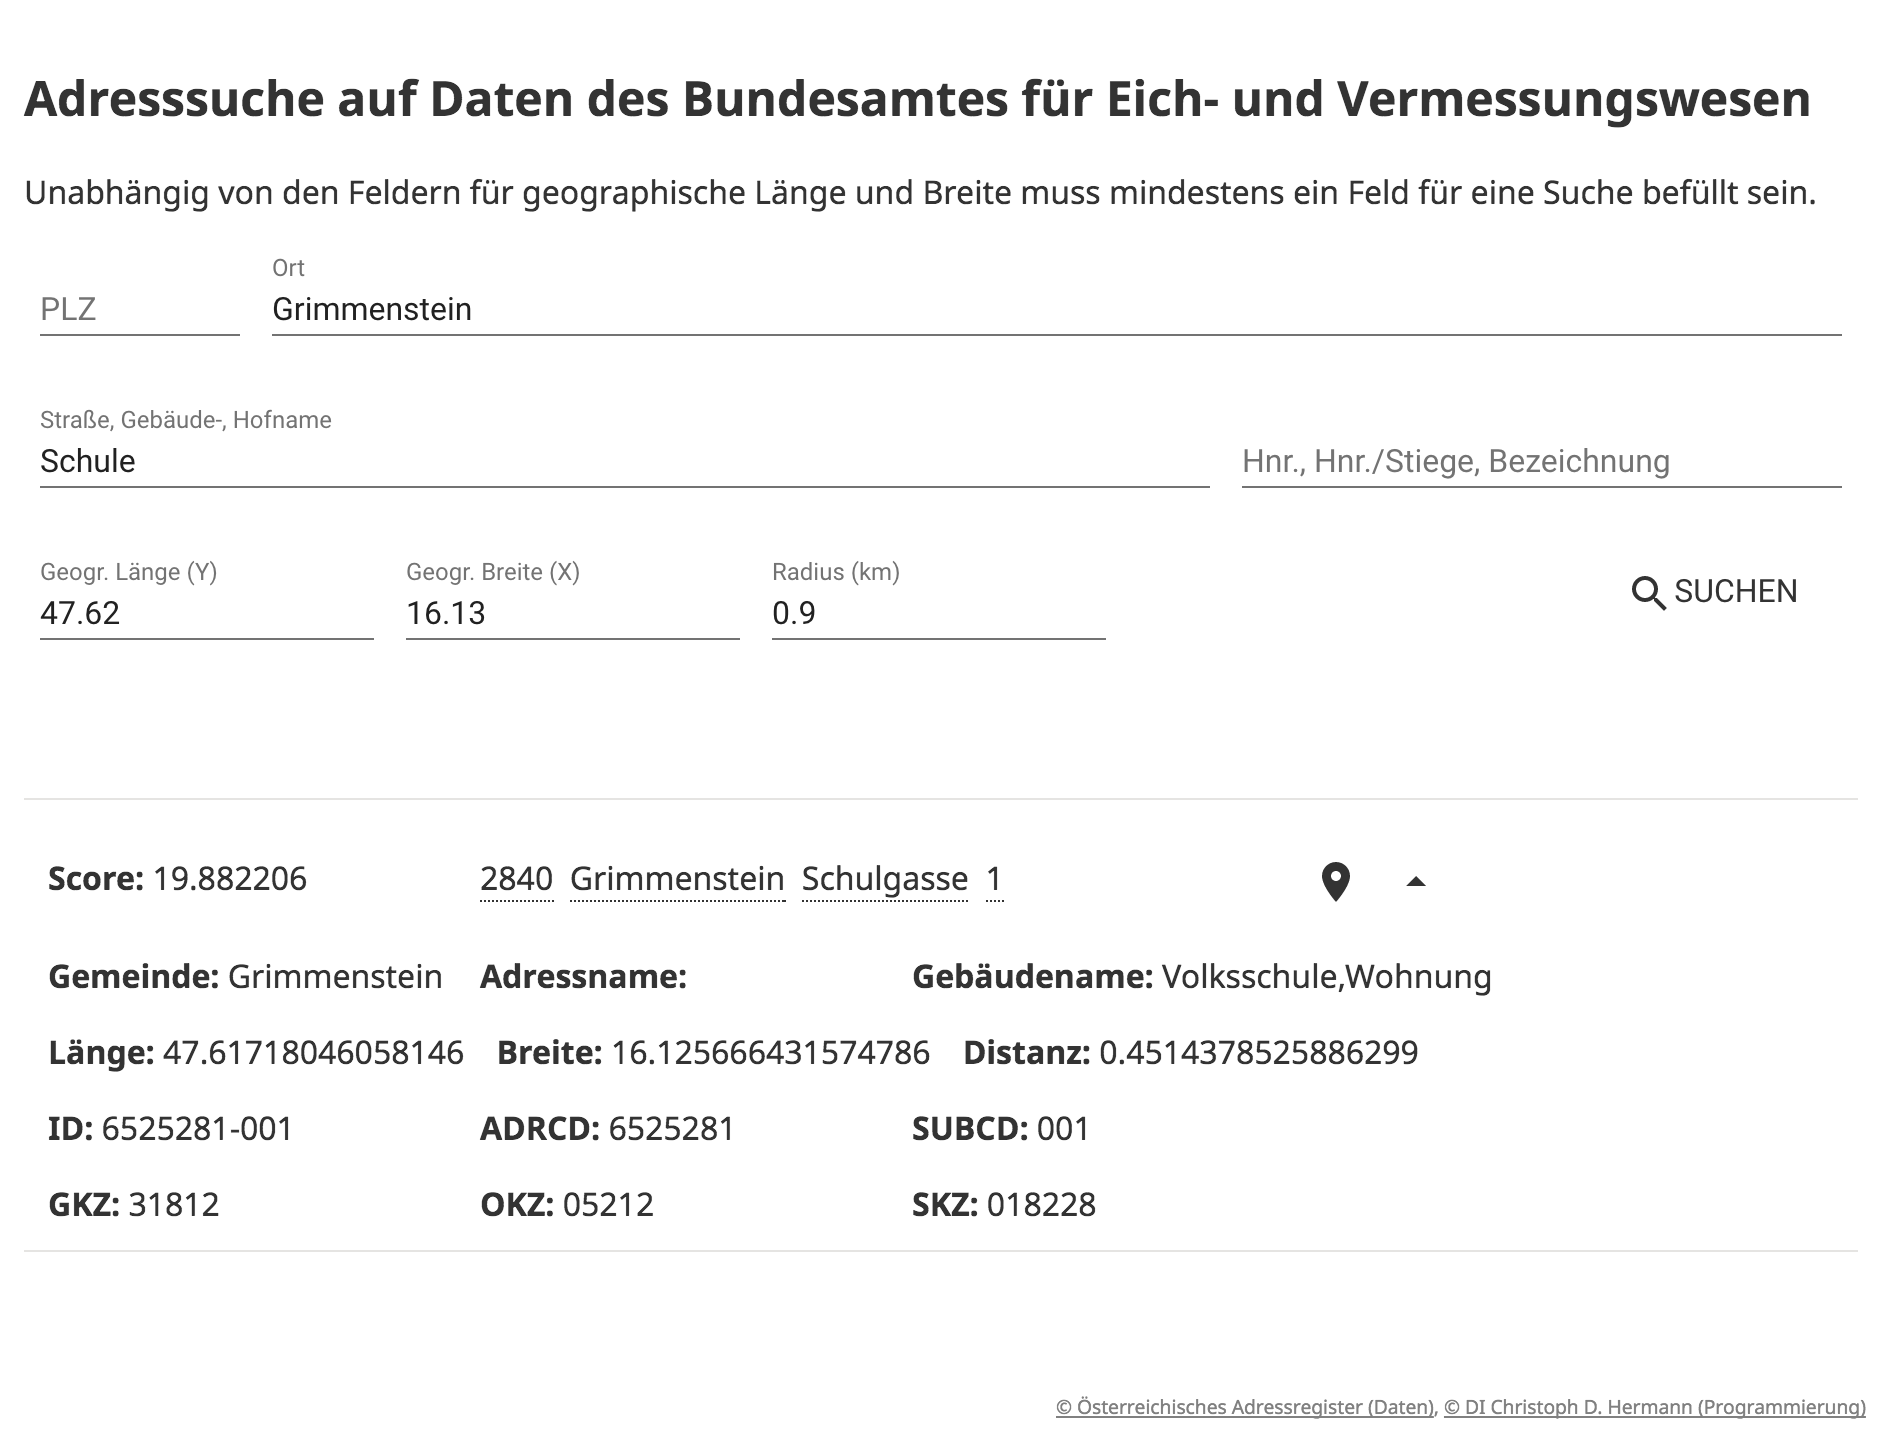 Adresssuche auf Daten des Bundesamtes für Eich- und Vermessungswesen
Unabhängig von den Feldern für geographische Länge und Breite muss mindestens ein Feld für eine Suche befüllt sein.
Ort
PLZ Grimmenstein
Straße, Gebäude-, Hofname
Schule Hnr., Hnr./Stiege, Bezeichnung
Geogr. Länge (Y) Geogr. Breite (X) Radius (km)
47.62 16.13 0.9 SUCHEN
Score: 19.882206 2840 Grimmenstein Schulgasse 1
Gemeinde: Grimmenstein Adressname: Gebäudename: Volksschule,Wohnung
Länge: 47.61718046058146 Breite: 16.125666431574786 Distanz: 0.4514378525886299
ID: 6525281-001 ADRCD: 6525281 SUBCD: 001
GKZ: 31812 OKZ: 05212 SKZ: 018228
© Österreichisches Adressregister (Daten), © DI Christoph D. Hermann (Programmierung)